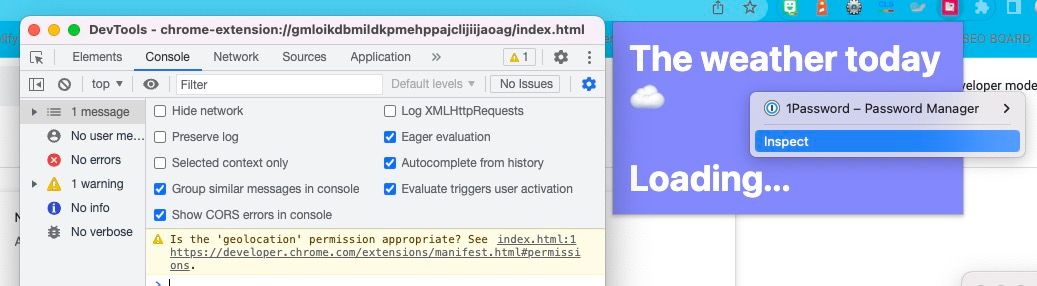 DevTools - chrome-extension://gmloikdbmildkpmehppajclijiijaoag/index.html
Elements Console Network Sources Application » 1
top ▾ Filter Default levels ▾ No Issues
1 message
No user me...
No errors
1 warning
No info
No verbose
Hide network Log XMLHttpRequests
Preserve log Eager evaluation
Selected context only Autocomplete from history
Group similar messages in console Evaluate triggers user activation
Show CORS errors in console
Is the 'geolocation' permission appropriate? See index.html:1
https://developer.chrome.com/extensions/manifest.html#permissi
ons.
The weather today
Loading...
1Password – Password Manager
Inspect
SEO BOARD
veloper mode